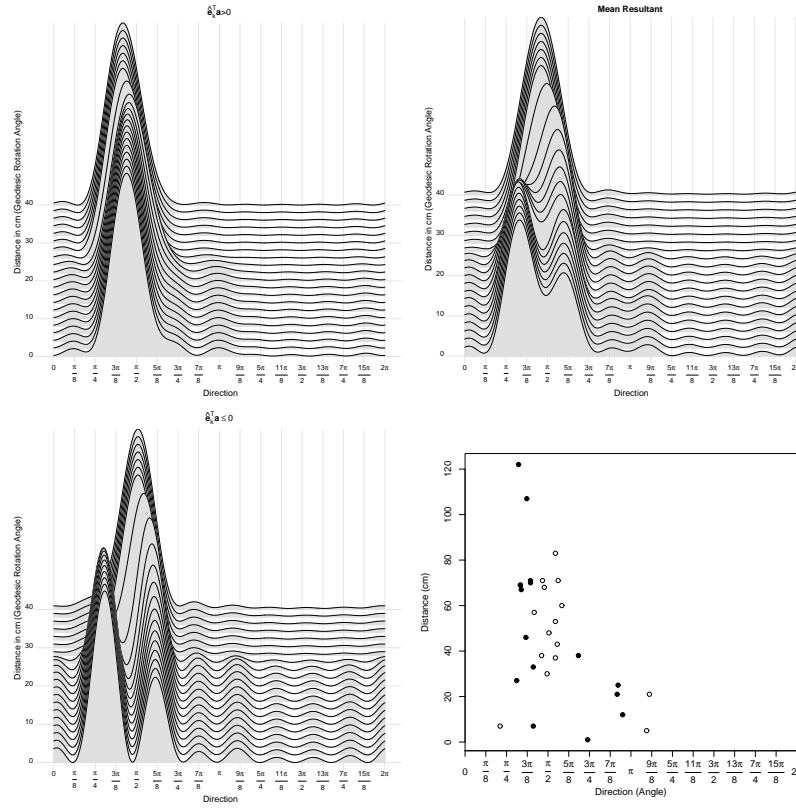 ê_k^T a>0
Distance in cm (Geodesic Rotation Angle)
40
30
20
10
0
0 π/8 π/4 3π/8 π/2 5π/8 3π/4 7π/8 π 9π/8 5π/4 11π/8 3π/2 13π/8 7π/4 15π/8 2π
Direction
Mean Resultant
Distance in cm (Geodesic Rotation Angle)
40
30
20
10
0
0 π/8 π/4 3π/8 π/2 5π/8 3π/4 7π/8 π 9π/8 5π/4 11π/8 3π/2 13π/8 7π/4 15π/8 2
Direction
ê_k^T a ≤ 0
Distance in cm (Geodesic Rotation Angle)
40
30
20
10
0
0 π/8 π/4 3π/8 π/2 5π/8 3π/4 7π/8 π 9π/8 5π/4 11π/8 3π/2 13π/8 7π/4 15π/8 2π
Direction
Distance (cm)
120
100
80
60
40
20
0
0 π/8 π/4 3π/8 π/2 5π/8 3π/4 7π/8 π 9π/8 5π/4 11π/8 3π/2 13π/8 7π/4 15π/8 2
Direction (Angle)